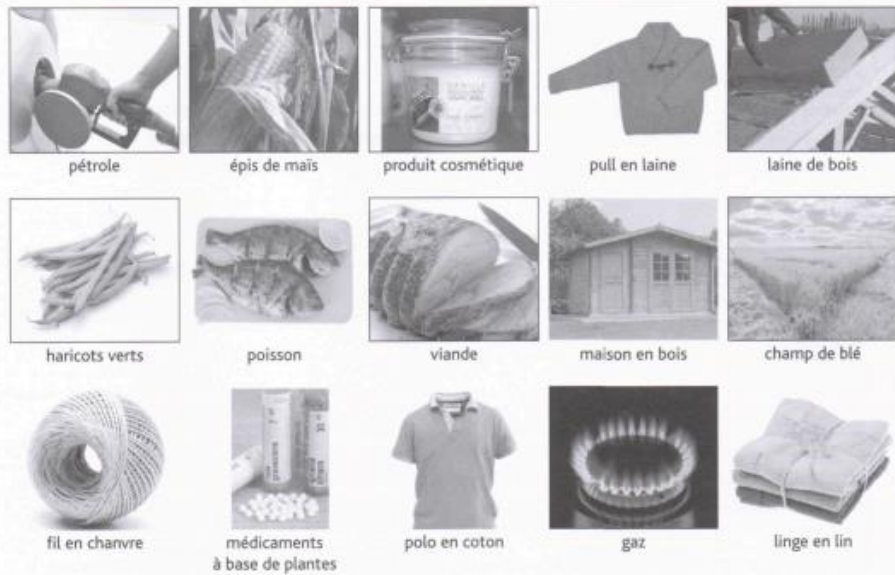 pétrole
épis de maïs
produit cosmétique
pull en laine
laine de bois
haricots verts
poisson
viande
maison en bois
champ de blé
fil en chanvre
médicaments
à base de plantes
polo en coton
gaz
linge en lin